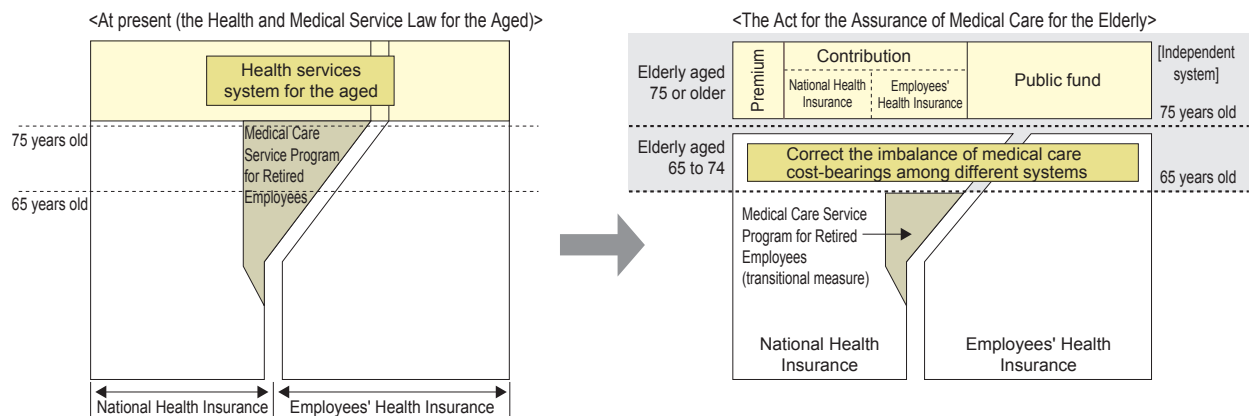 <At present (the Health and Medical Service Law for the Aged)>
Health services
system for the aged
75 years old
Medical Care
Service Program
for Retired
Employees
65 years old
National Health Insurance
Employees' Health Insurance
<The Act for the Assurance of Medical Care for the Elderly>
Elderly aged
75 or older
Premium
Contribution
National Health
Insurance
Employees'
Health Insurance
Public fund
[Independent
system]
75 years old
Elderly aged
65 to 74
Correct the imbalance of medical care
cost-bearings among different systems
65 years old
Medical Care Service
Program for Retired
Employees
(transitional measure)
National Health
Insurance
Employees' Health
Insurance